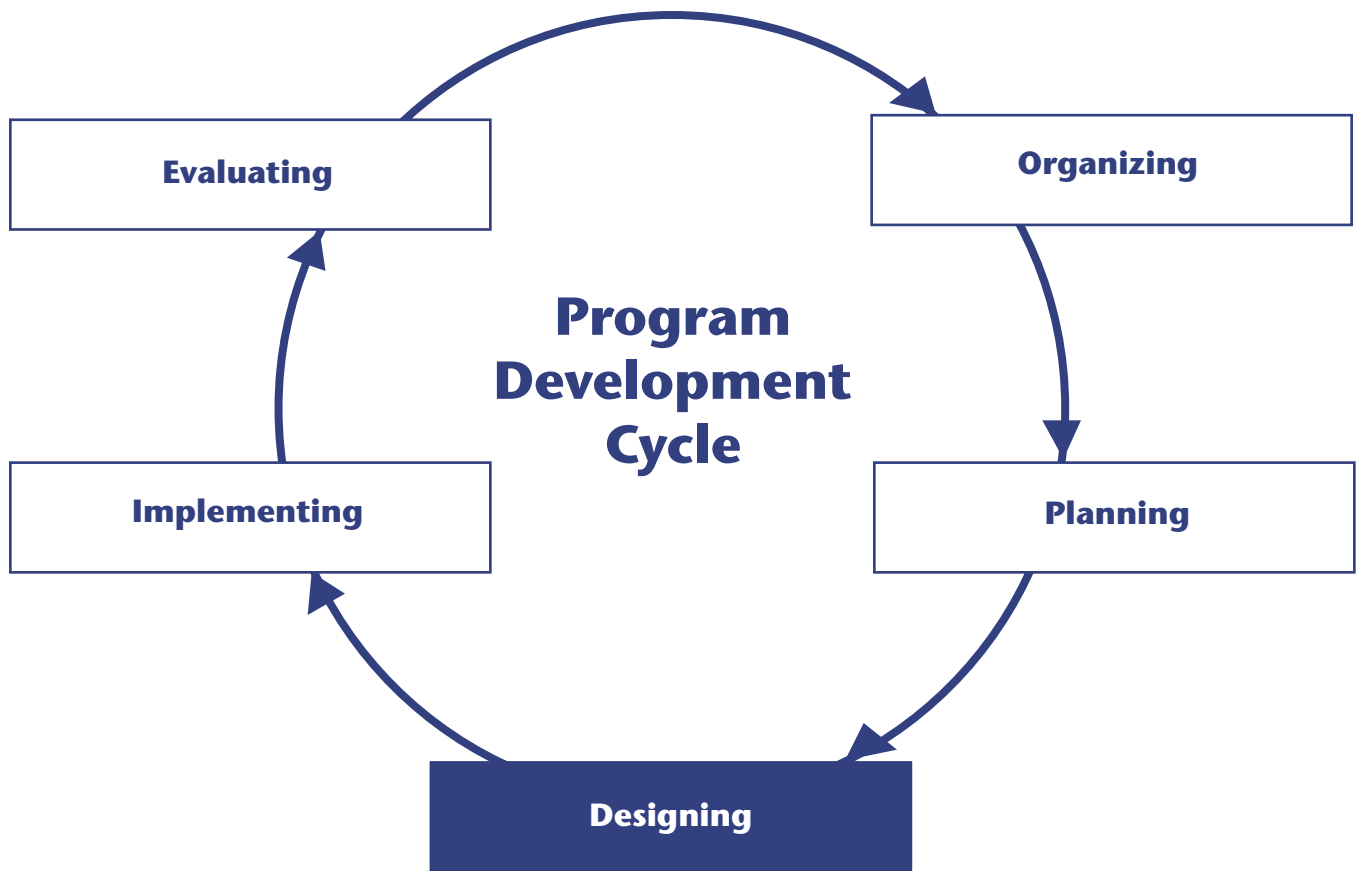 Evaluating
Organizing
Program
Development
Cycle
Implementing
Planning
Designing